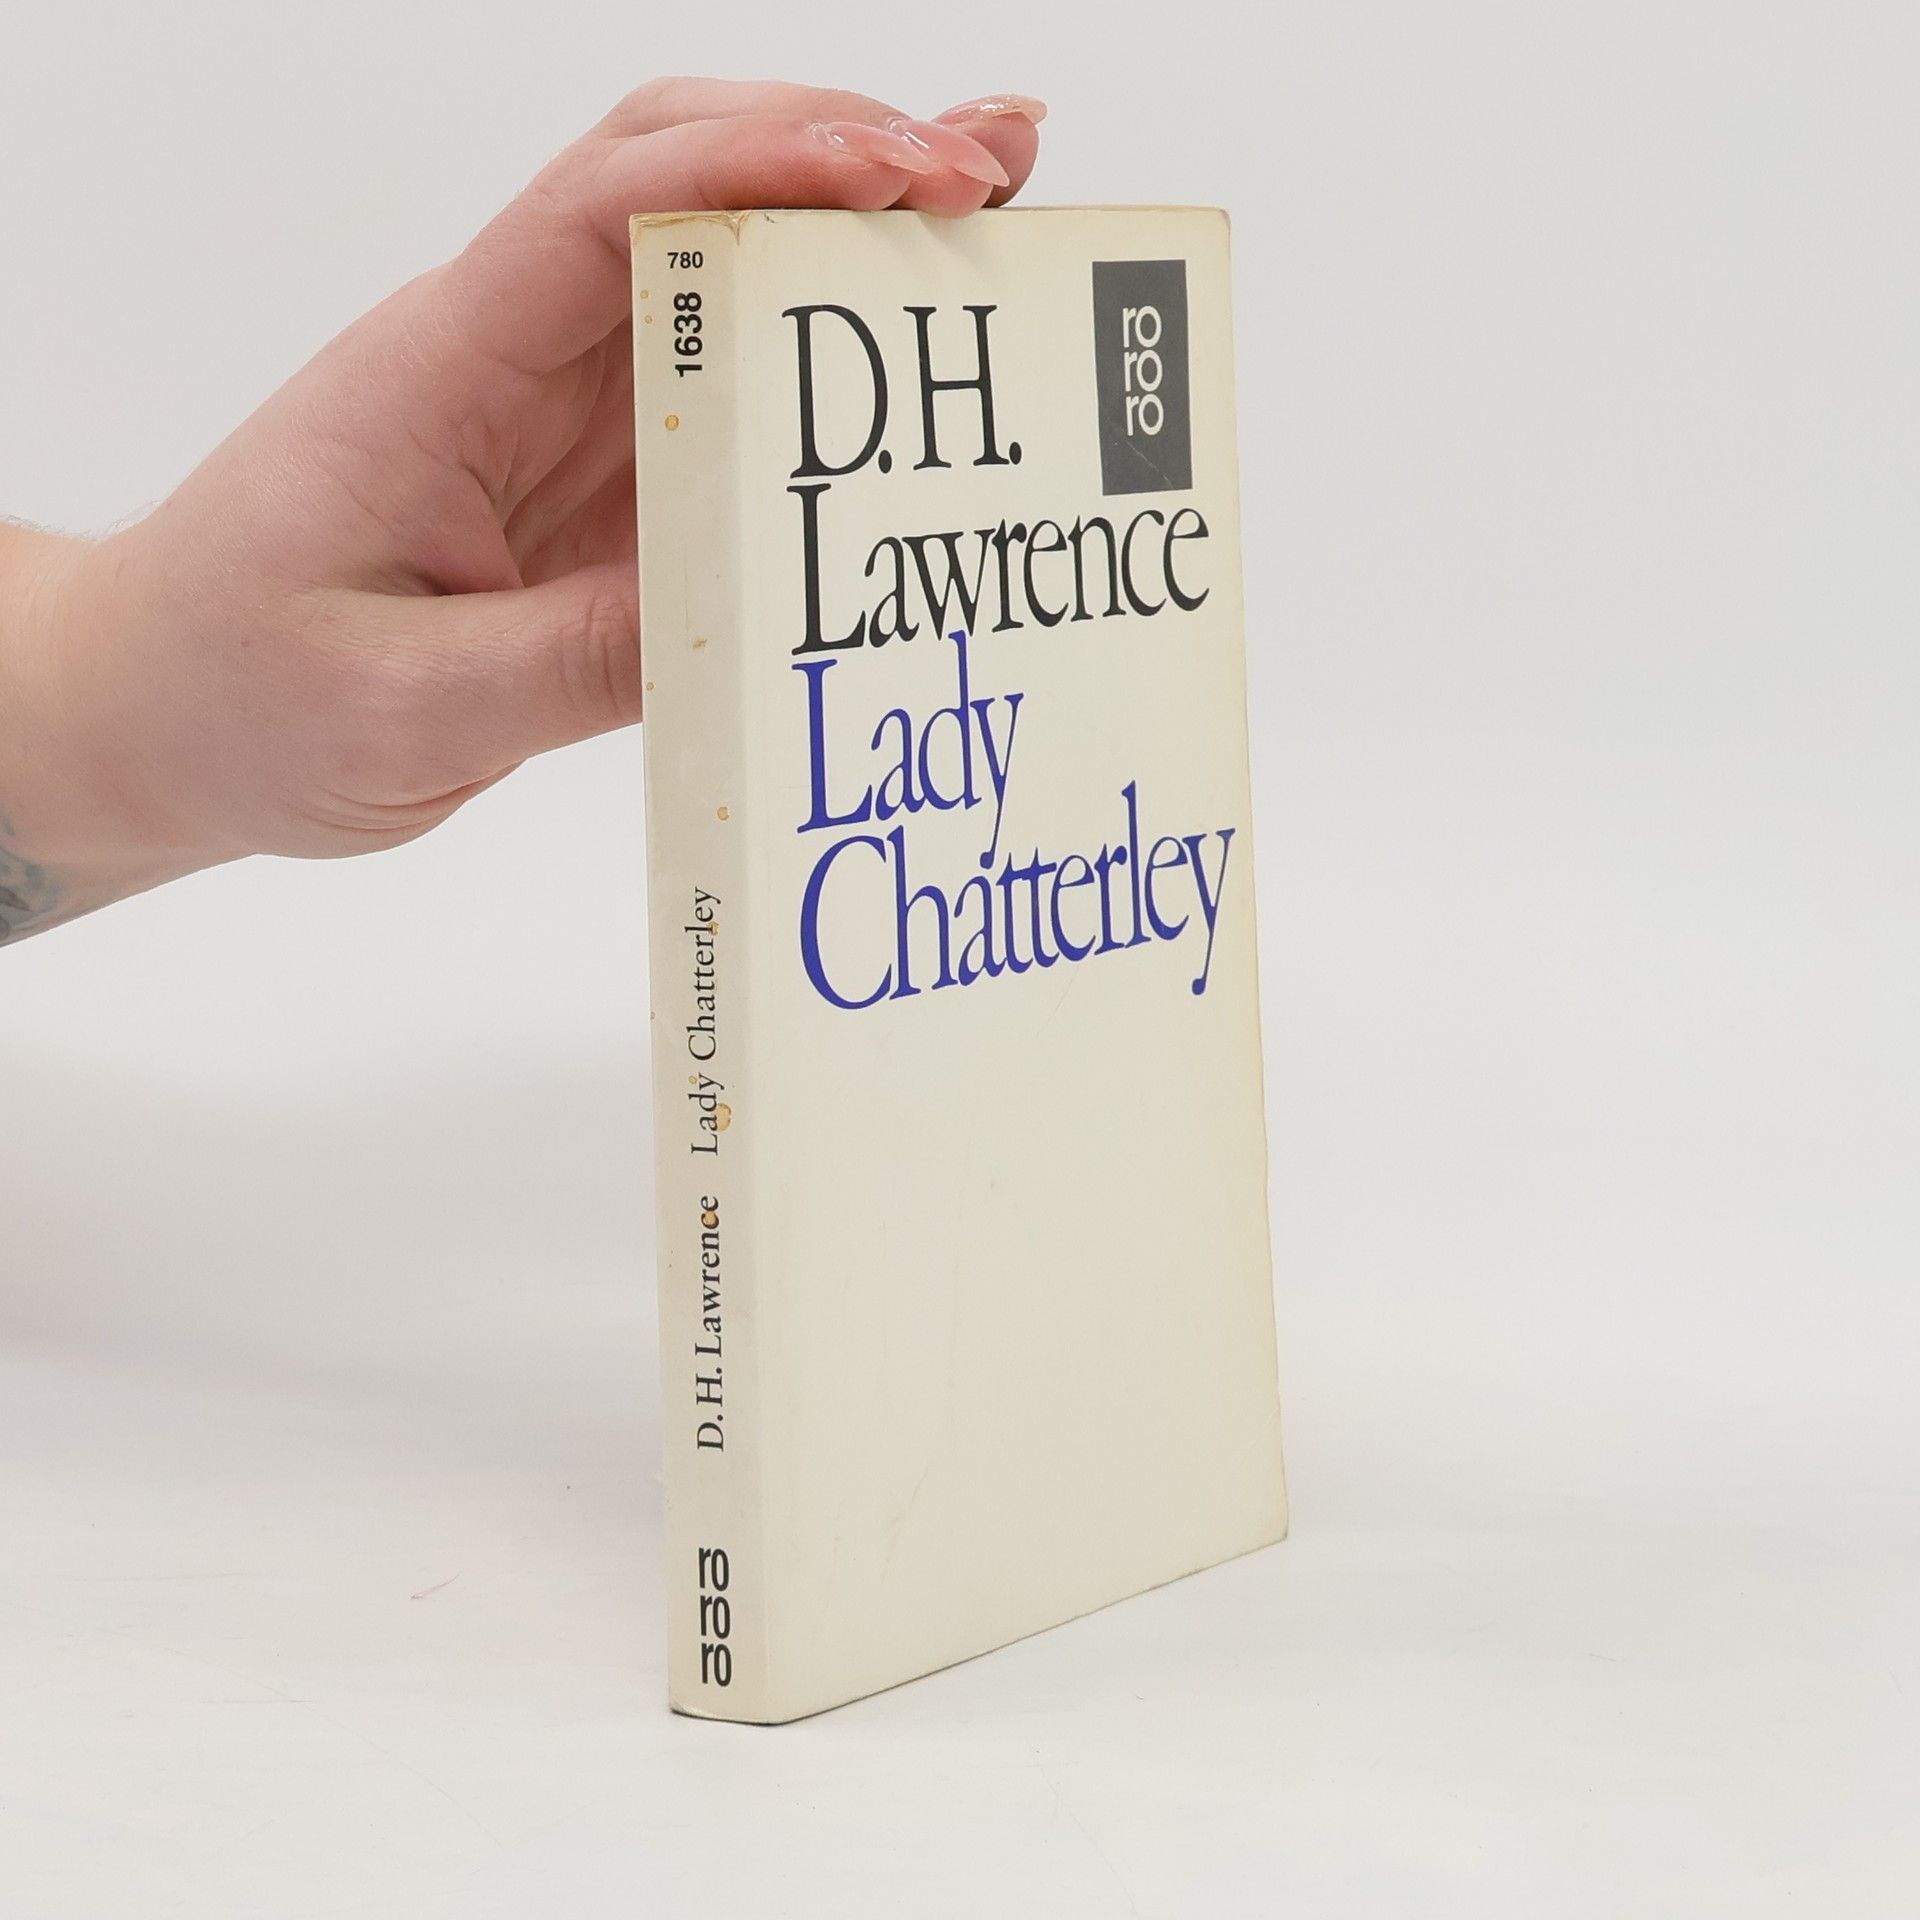 780
1638
D.H. Lawrence Lady Chatterley
ro
ro
ro
D. H.
Lawrence
Lady
Chatterley
ro
ro
ro